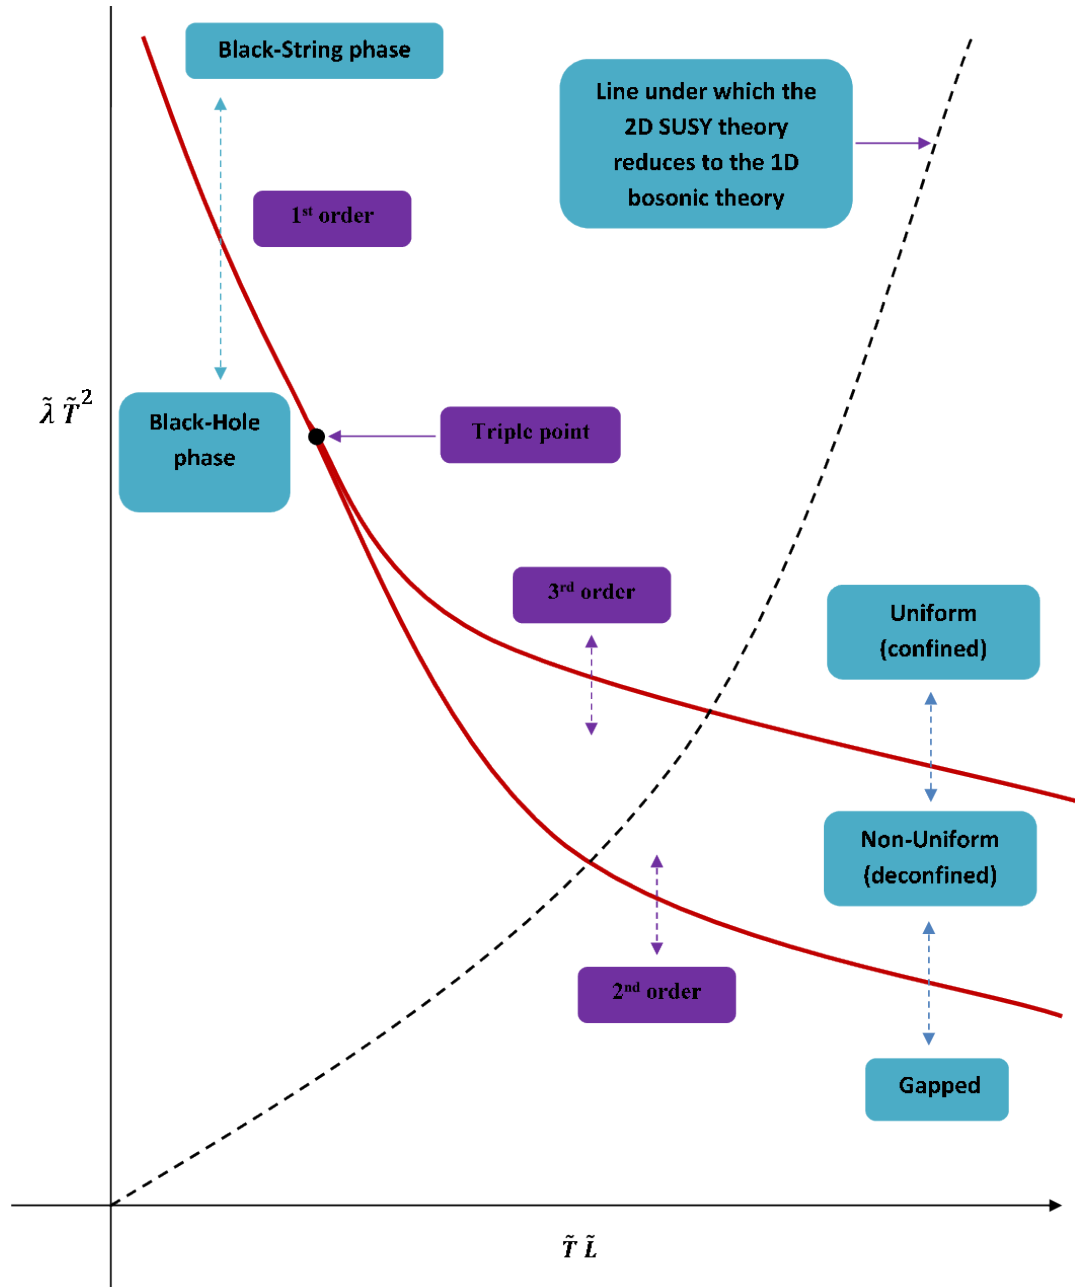 Black-String phase
Line under which the
2D SUSY theory
reduces to the 1D
bosonic theory
1st order
λ̃ T̃²
Black-Hole
phase
Triple point
3rd order
Uniform
(confined)
Non-Uniform
(deconfined)
2nd order
Gapped
T̃ L̃